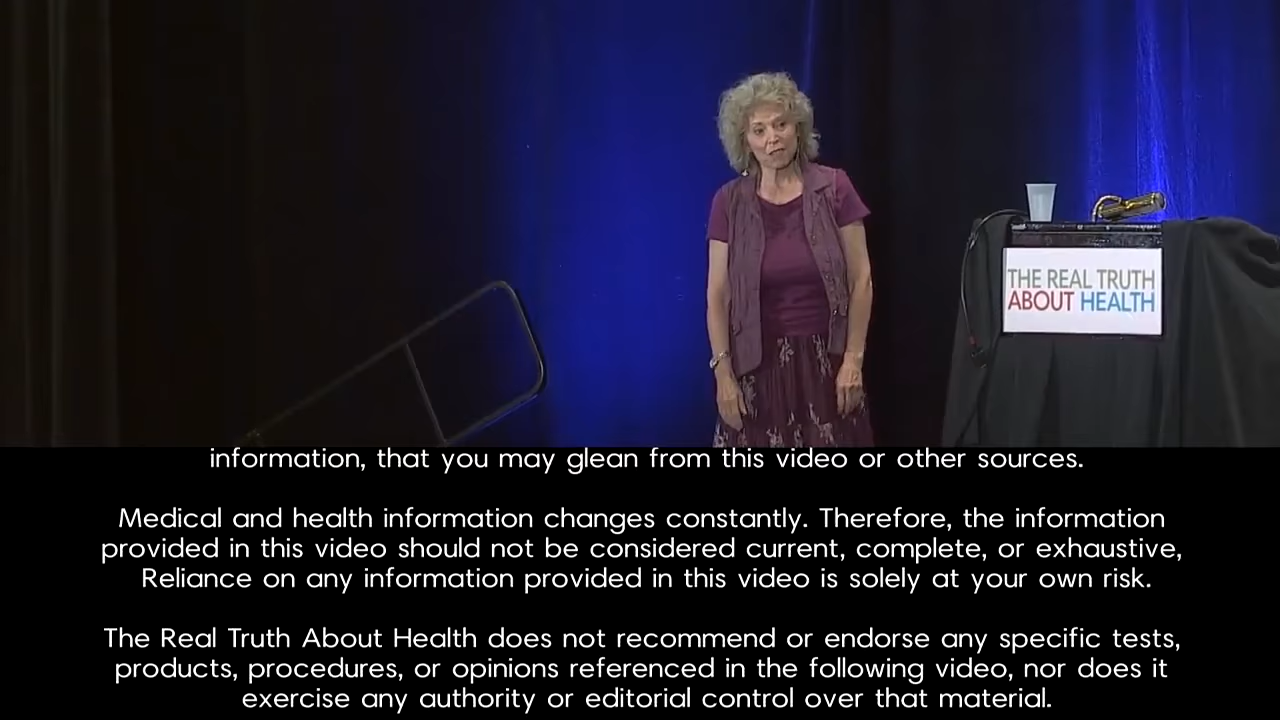 THE REAL TRUTH
ABOUT HEALTH
information, that you may glean from this video or other sources.
Medical and health information changes constantly. Therefore, the information
provided in this video should not be considered current, complete, or exhaustive,
Reliance on any information provided in this video is solely at your own risk.
The Real Truth About Health does not recommend or endorse any specific tests,
products, procedures, or opinions referenced in the following video, nor does it
exercise any authority or editorial control over that material.